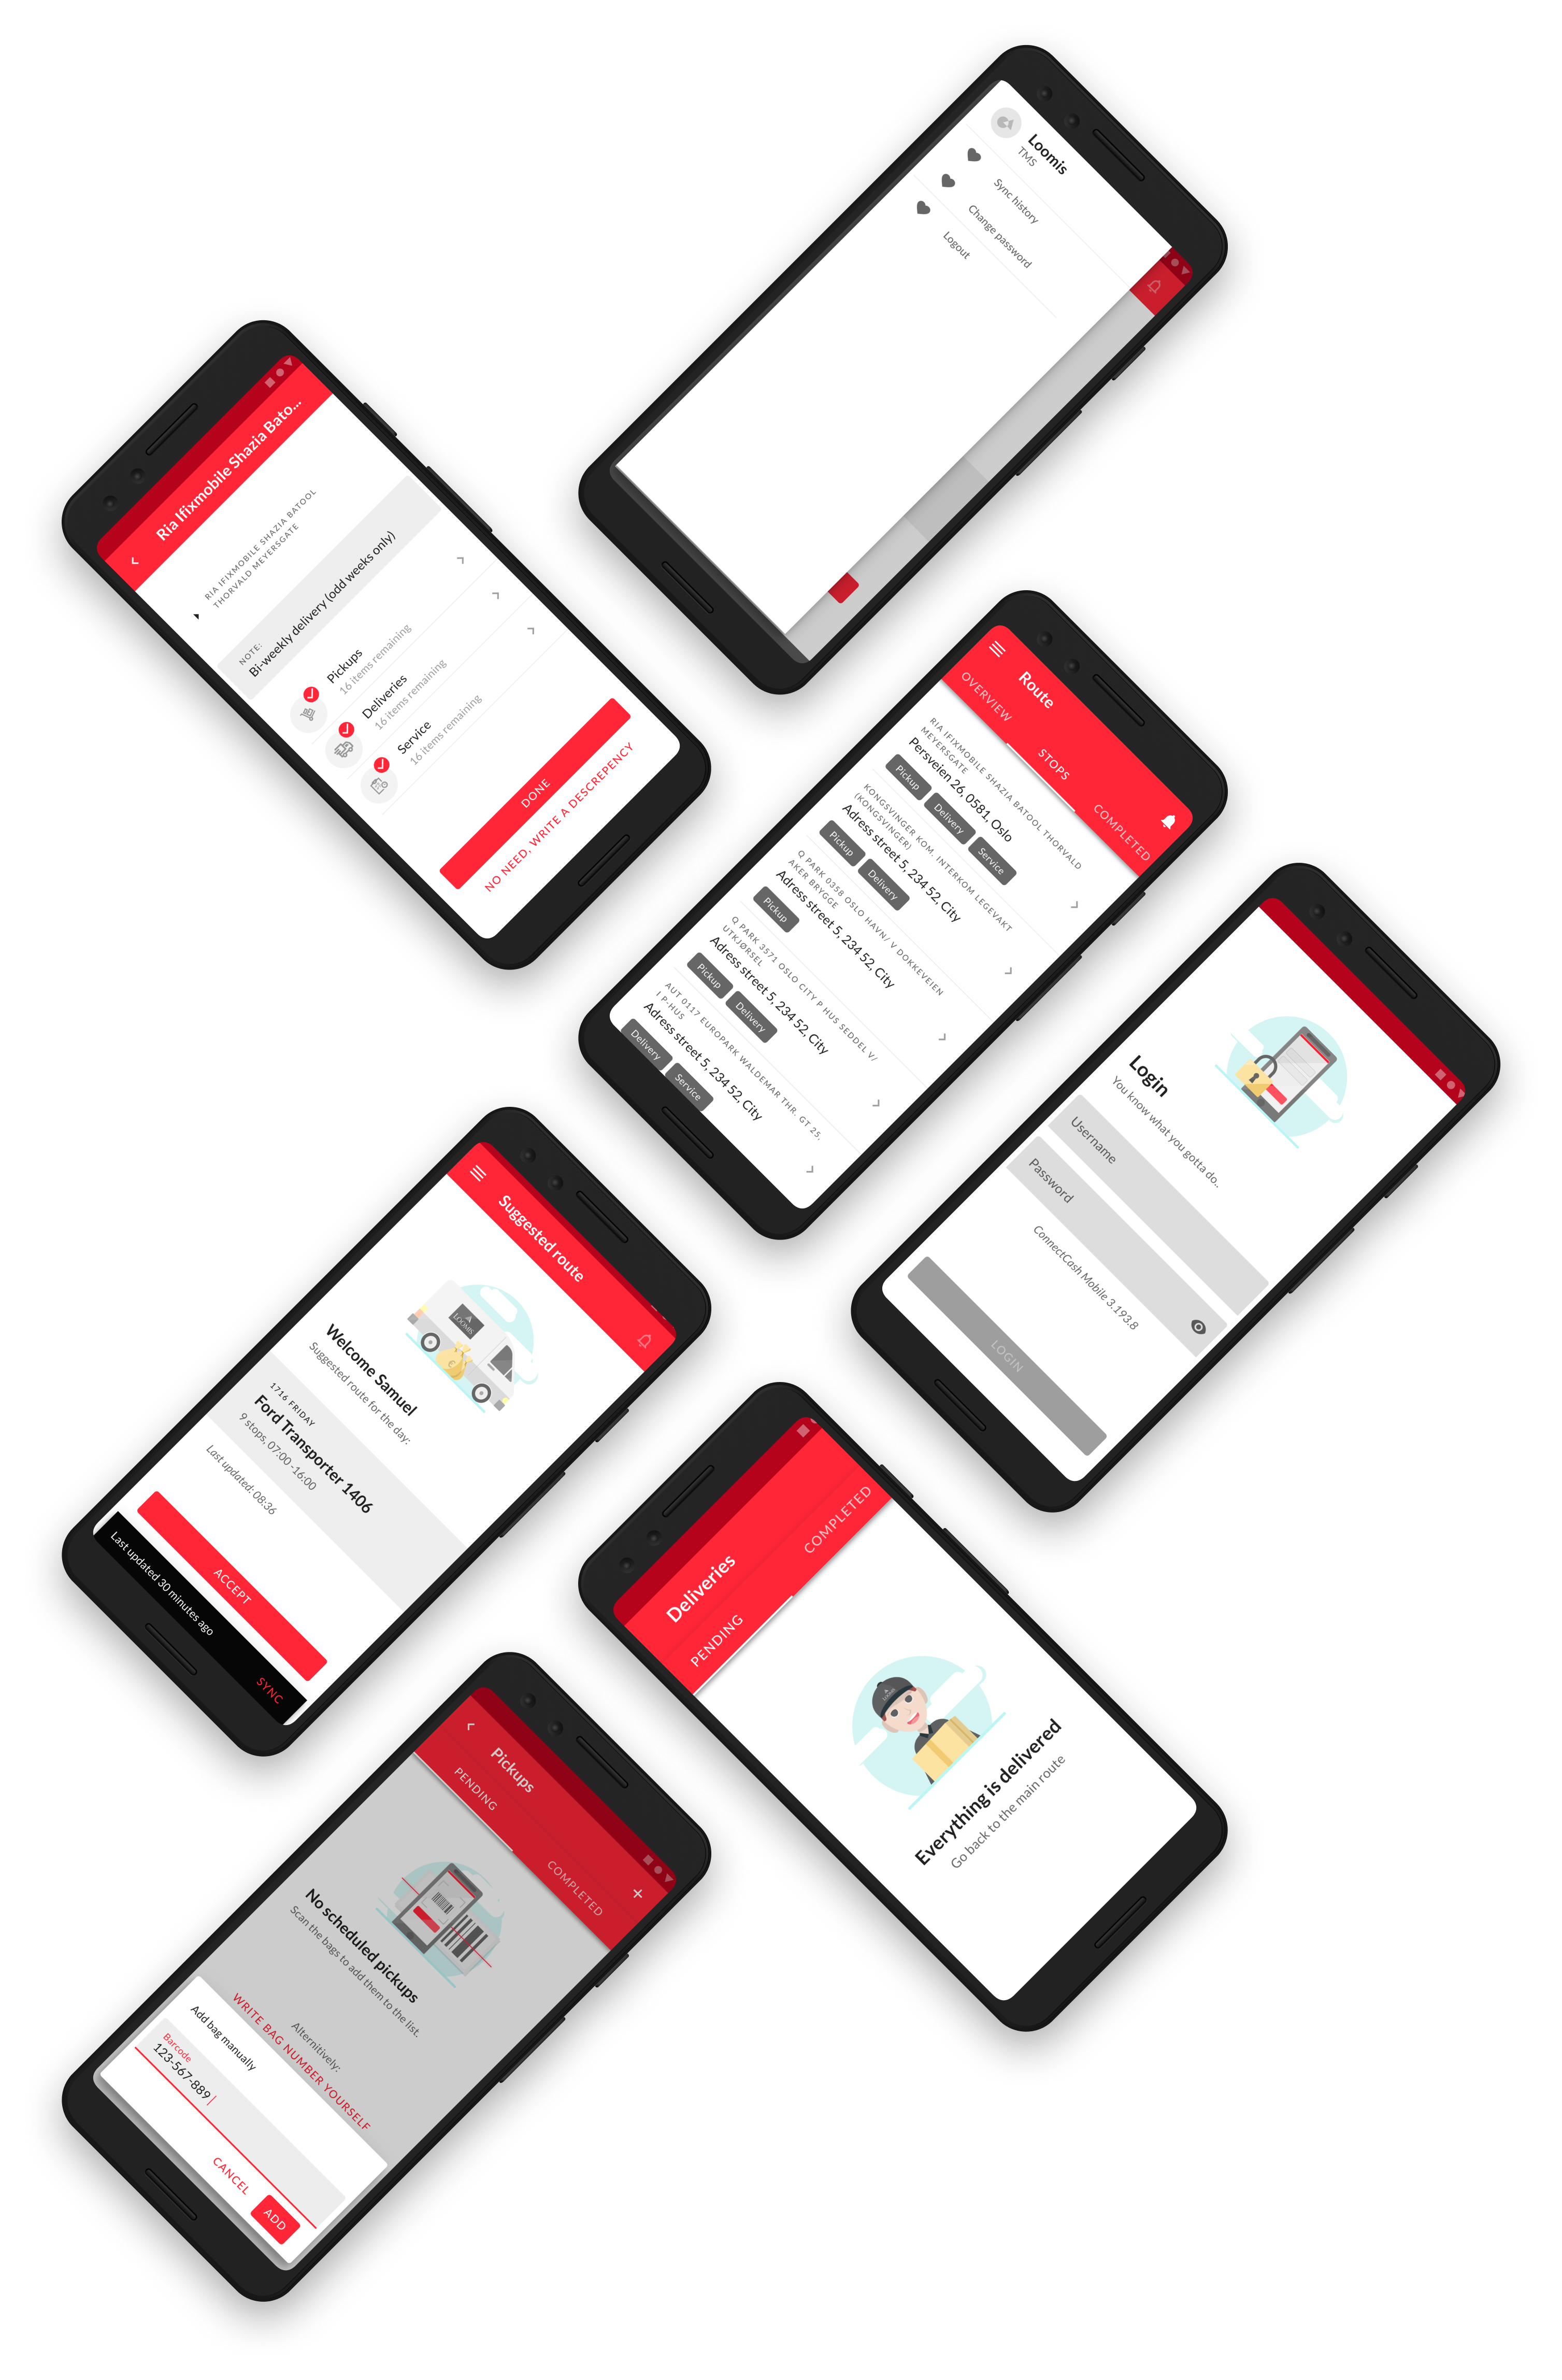 Loomis
TMS
Sync history
Change password
Logout
Ria Ifixmobile Shazia Bato...
RIA IFIXMOBILE SHAZIA BATOOL
THORVALD MEYERSGATE
NOTE:
Bi-weekly delivery (odd weeks only)
Pickups
16 items remaining
Deliveries
16 items remaining
Service
16 items remaining
DONE
NO NEED, WRITE A DESCREPENCY
Route
OVERVIEW
STOPS
COMPLETED
RIA IFIXMOBILE SHAZIA BATOOL THORVALD
MEYERSGATE
Persveien 26, 0581, Oslo
Pickup
Delivery
Service
KONGSVINGER KOM. INTERKOM LEGEVAKT
(KONGSVINGER)
Adress street 5, 234 52, City
Pickup
Delivery
Q PARK 0358 OSLO HAVN/ V DOKKEVEIEN
AKER BRYGGE
Adress street 5, 234 52, City
Pickup
Q PARK 3571 OSLO CITY P HUS SEDDEL V/
UTKJØRSEL
Adress street 5, 234 52, City
Pickup
Delivery
AUT 0117 EUROPARK WALDEMAR THR. GT 25,
I P-HUS
Adress street 5, 234 52, City
Delivery
Service
Login
You know what you gotta do..
Username
Password
ConnectCash Mobile 3.193.8
LOGIN
Suggested route
LOOMIS
Welcome Samuel
Suggested route for the day:
1716 FRIDAY
Ford Transporter 1406
9 stops, 07:00 -16:00
Last updated: 08:36
ACCEPT
Last updated 30 minutes ago
SYNC
Deliveries
PENDING
COMPLETED
Everything is delivered
Go back to the main route
Pickups
PENDING
COMPLETED
No scheduled pickups
Scan the bags to add them to the list.
Alternitively:
WRITE BAG NUMBER YOURSELF
Add bag manually
Barcode
123-567-889
CANCEL
ADD